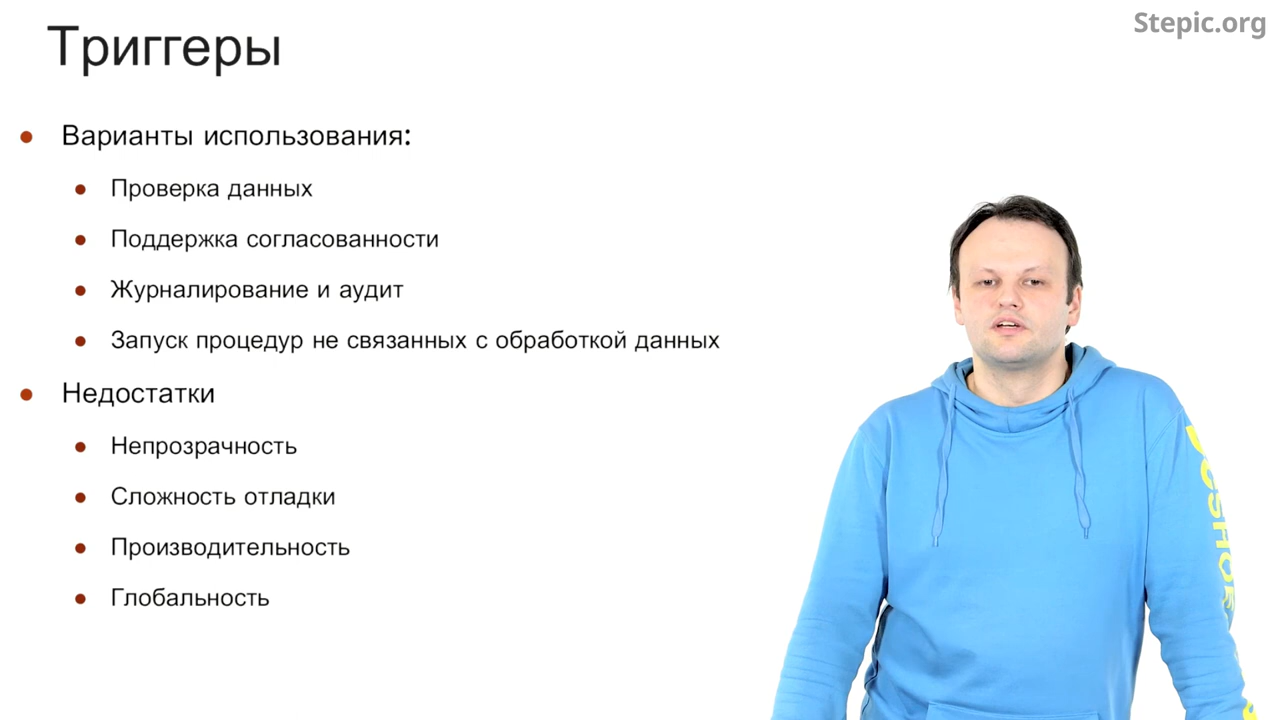 Stepic.org
Триггеры
Варианты использования:
Проверка данных
Поддержка согласованности
Журналирование и аудит
Запуск процедур не связанных с обработкой данных
Недостатки
Непрозрачность
Сложность отладки
Производительность
Глобальность